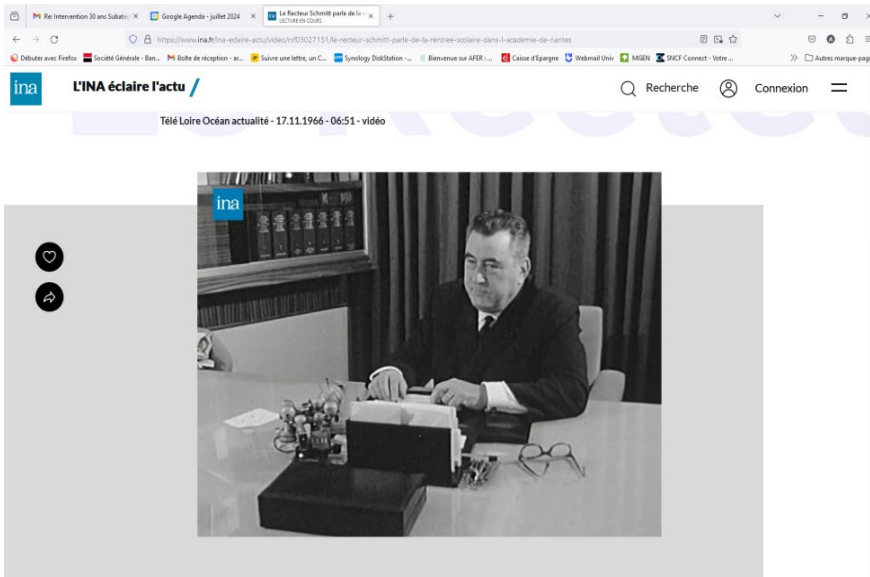 Re: Intervention 30 ans Subatec
Google Agenda - juillet 2024
Le Recteur Schmitt parle de la r
LECTURE EN COURS
https://www.ina.fr/ina-eclaire-actu/video/rxf03027151/le-recteur-schmitt-parle-de-la-rentree-scolaire-dans-l-academie-de-nantes
Débuter avec Firefox
Société Générale - Ban...
Boîte de réception - ar...
Suivre une lettre, un C...
Synology DiskStation -...
Bienvenue sur AFER : ...
Caisse d'Epargne
Webmail Univ
MGEN
SNCF Connect - Votre ...
Autres marque-pag
ina
L'INA éclaire l'actu /
Recherche
Connexion
Le Rectet
Télé Loire Océan actualité - 17.11.1966 - 06:51 - vidéo
ina